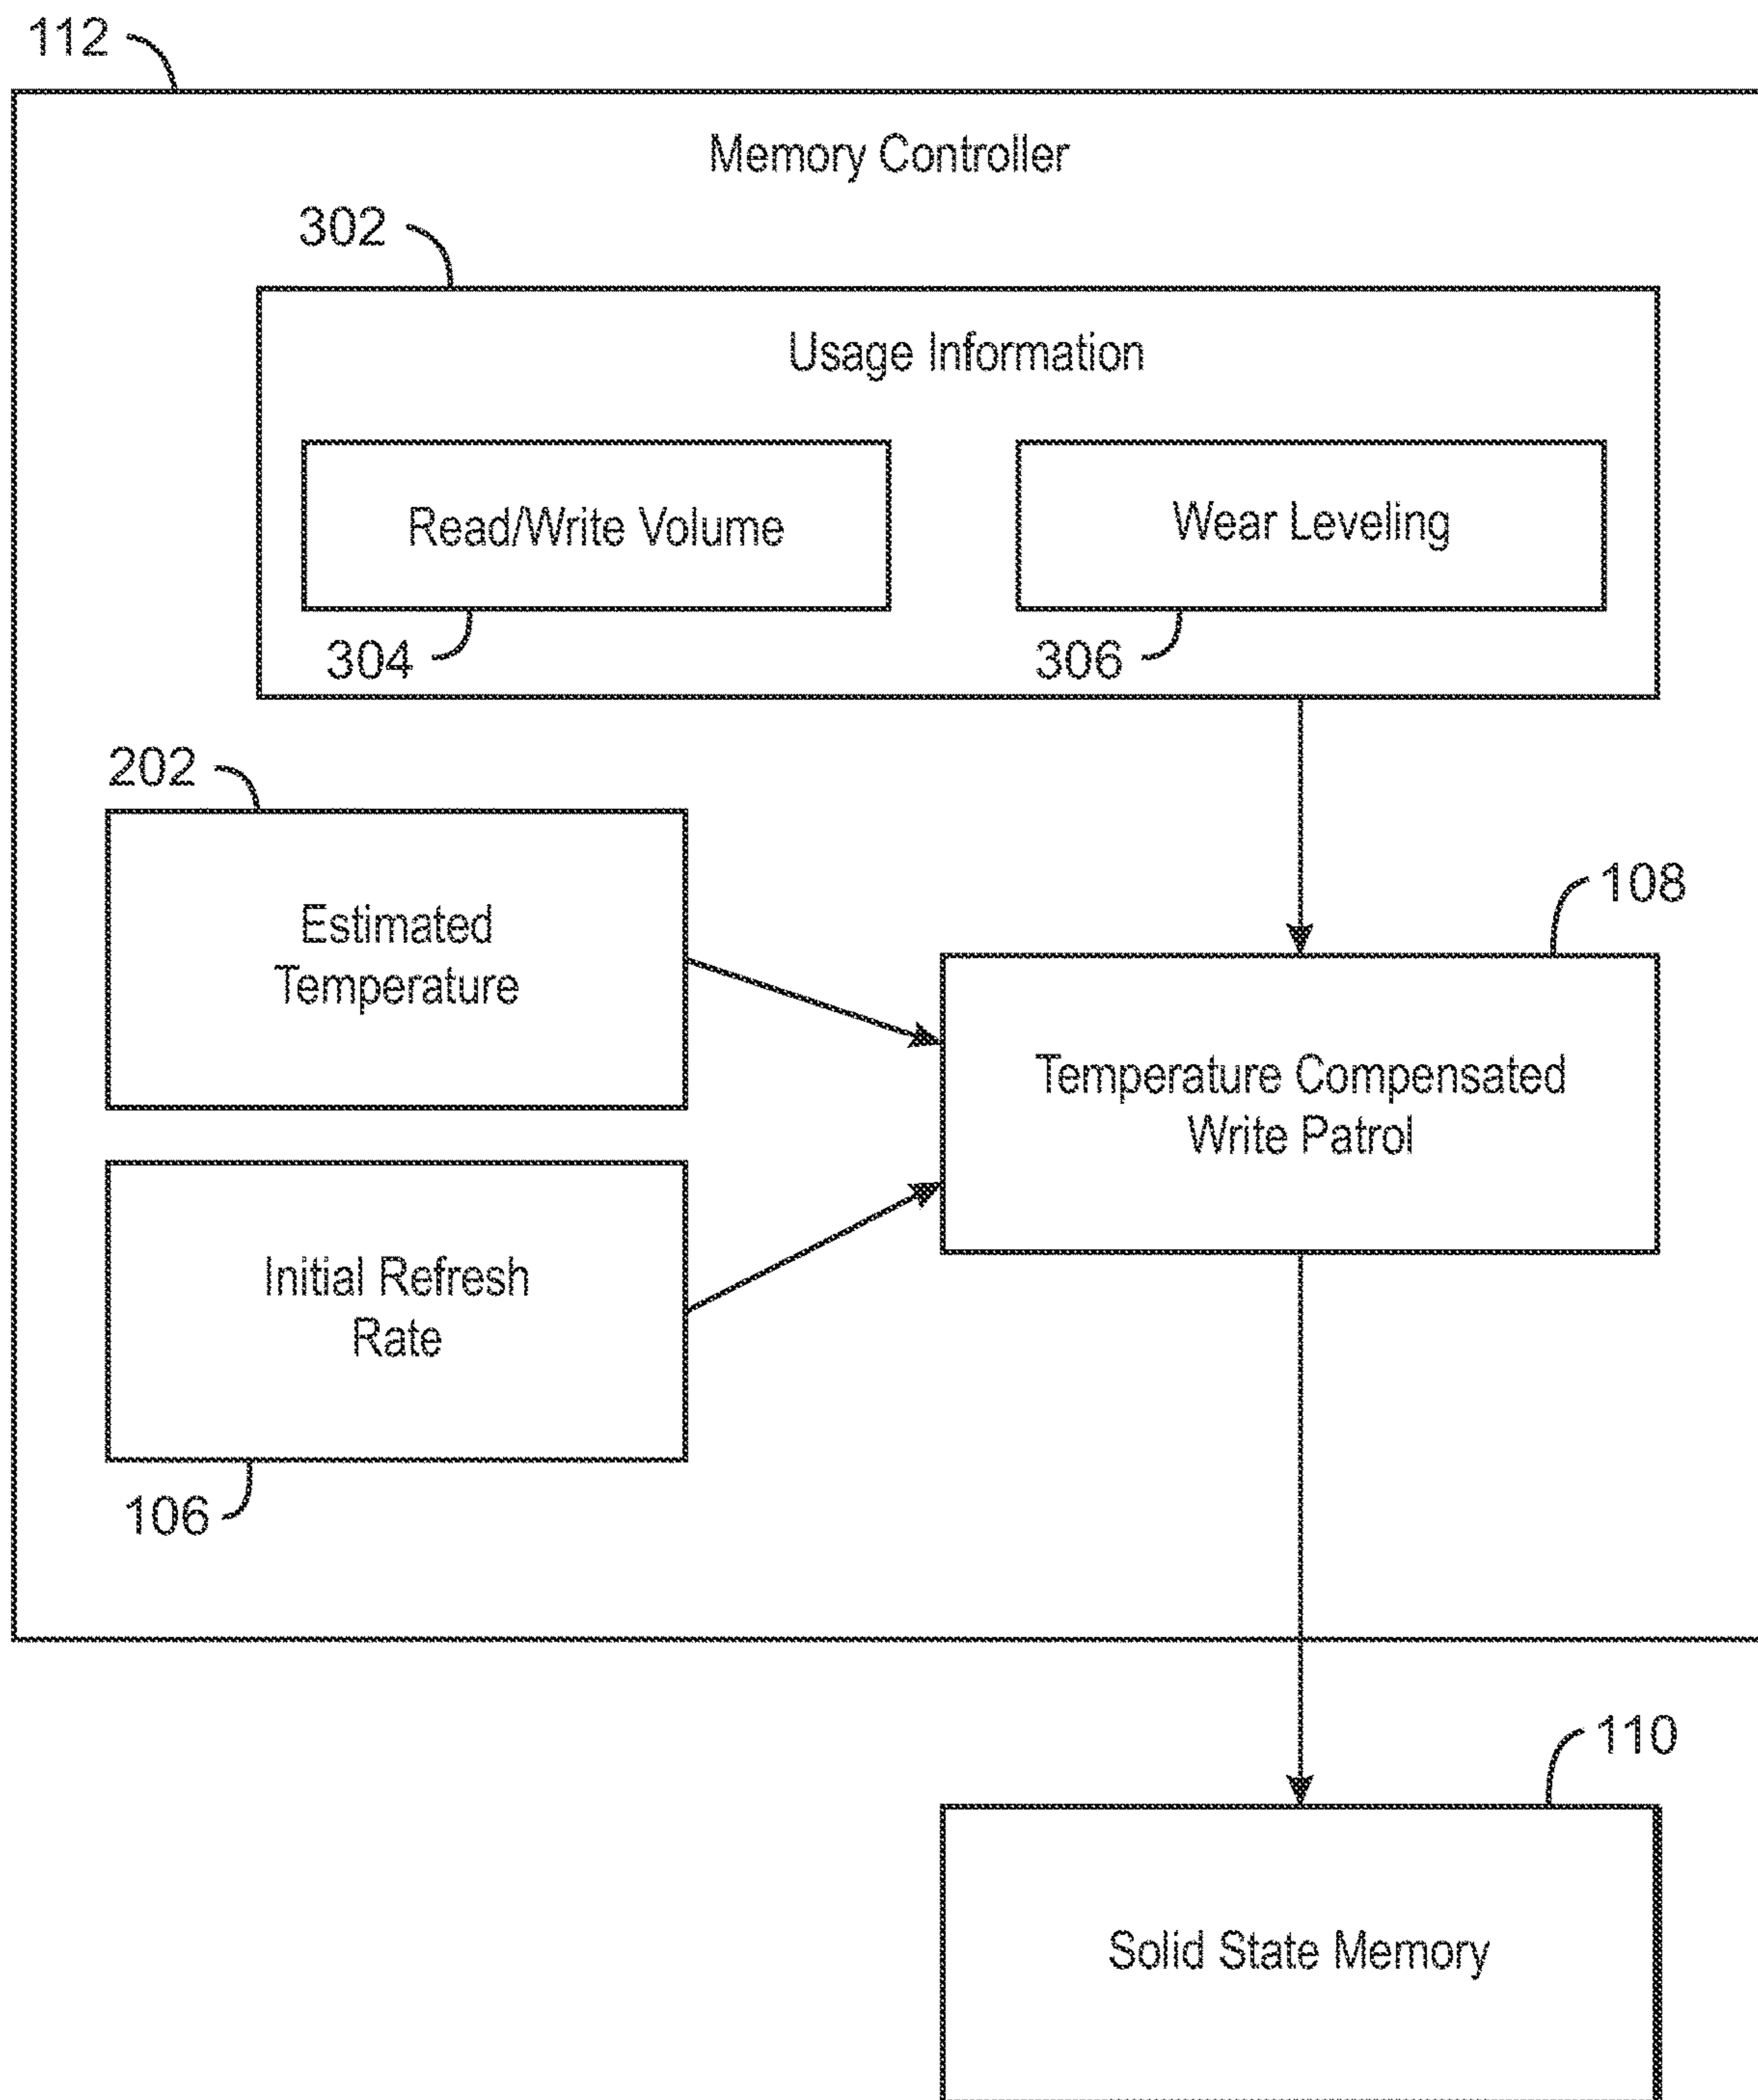 112
Memory Controller
302
Usage Information
Read/Write Volume
Wear Leveling
304
306
202
Estimated
Temperature
108
Temperature Compensated
Write Patrol
Initial Refresh
Rate
106
110
Solid State Memory